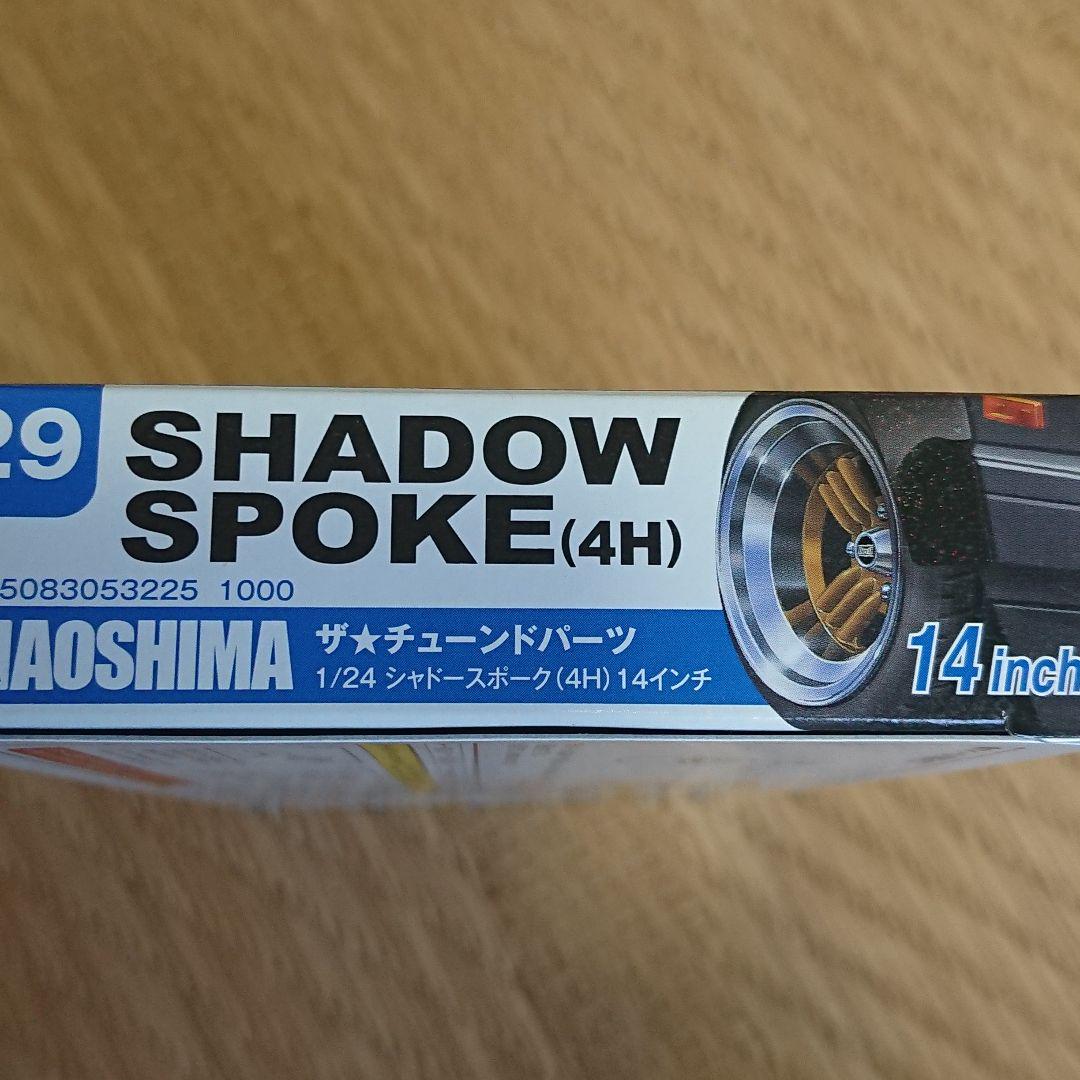 29
SHADOW
SPOKE(4H)
5083053225 1000
AOSHIMA
ザ★チューンドパーツ
1/24 シャドースポーク(4H) 14インチ
14 inch